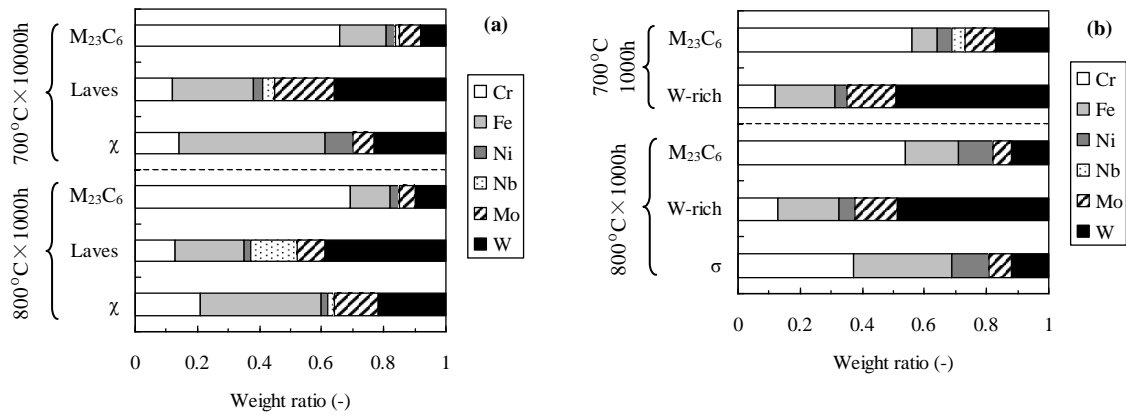 (a)
700°C×10000h
M₂₃C₆
Laves
χ
800°C×1000h
M₂₃C₆
Laves
χ
0 0.2 0.4 0.6 0.8 1
Weight ratio (-)
Cr
Fe
Ni
Nb
Mo
W
(b)
700°C
1000h
M₂₃C₆
W-rich
800°C×1000h
M₂₃C₆
W-rich
σ
0 0.2 0.4 0.6 0.8 1
Weight ratio (-)
Cr
Fe
Ni
Nb
Mo
W